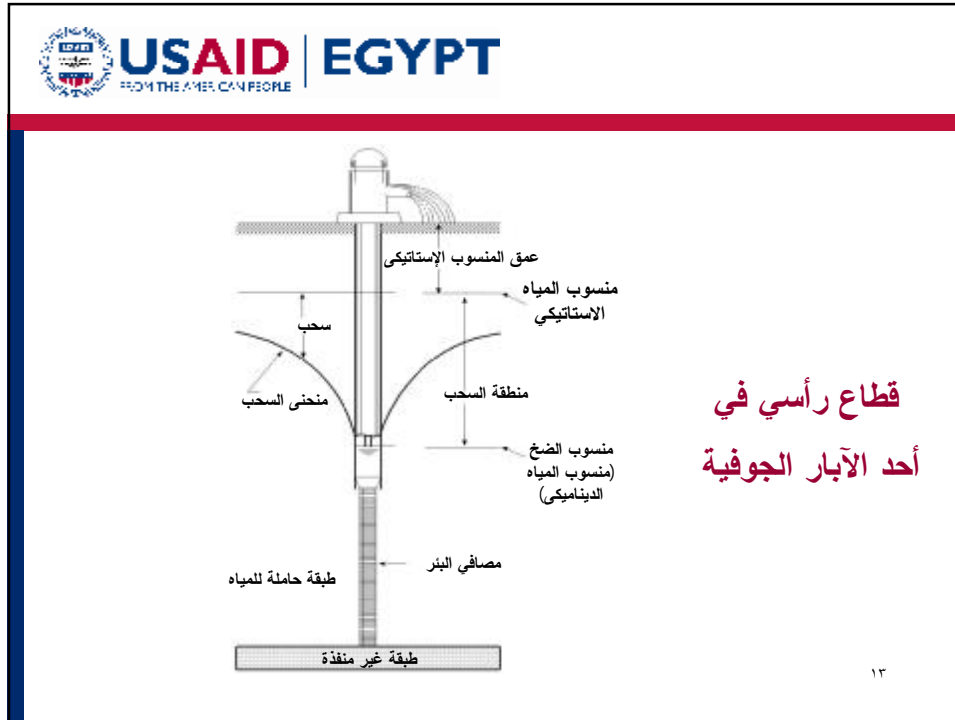 USAID | EGYPT
FROM THE AMERICAN PEOPLE
عمق المنسوب الإستاتيكى
منسوب المياه
الاستاتيكي
سحب
منحنى السحب
منطقة السحب
قطاع رأسي في
أحد الآبار الجوفية
منسوب الضخ
(منسوب المياه
الديناميكى)
مصافي البئر
طبقة حاملة للمياه
طبقة غير منفذة
١٣